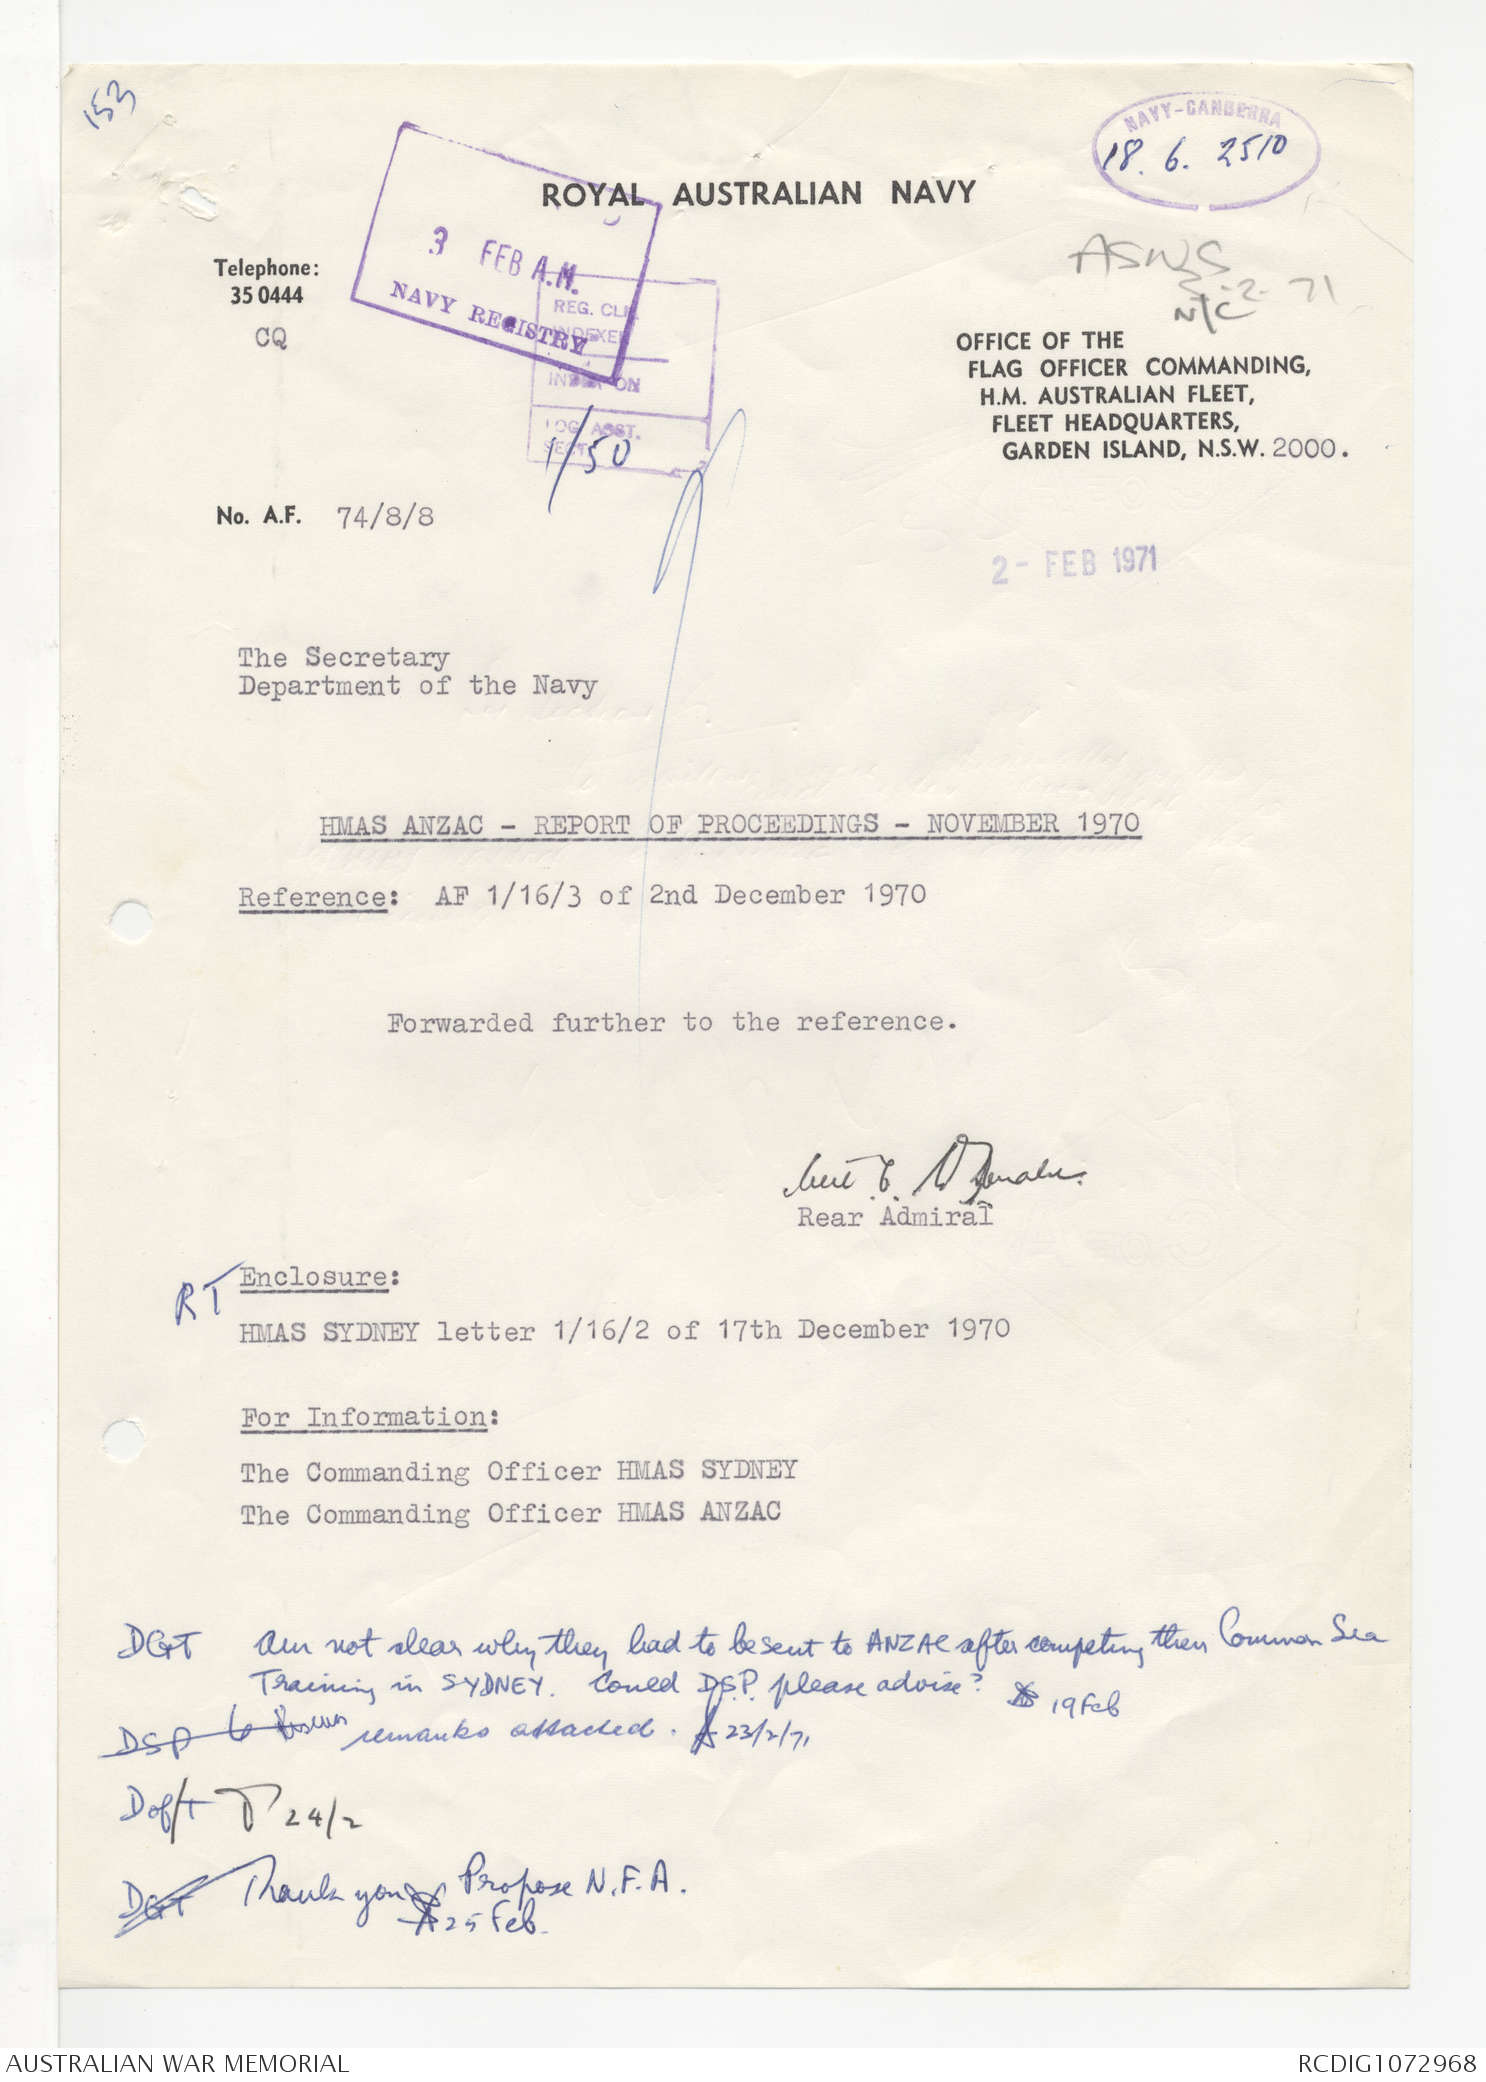 153
NAVY-CANBERRA
18. 6. 2510
ROYAL AUSTRALIAN NAVY
3 FEB A.M.
NAVY REGISTRY
REG. CLK.
INDEXER
LOG. ASST.
SECT.
1/50
ASWS
2. 71
N/C
Telephone:
35 0444
CQ
OFFICE OF THE
FLAG OFFICER COMMANDING,
H.M. AUSTRALIAN FLEET,
FLEET HEADQUARTERS,
GARDEN ISLAND, N.S.W. 2000.
No. A.F. 74/8/8
2- FEB 1971
The Secretary
Department of the Navy
HMAS ANZAC - REPORT OF PROCEEDINGS - NOVEMBER 1970
Reference: AF 1/16/3 of 2nd December 1970
Forwarded further to the reference.
Rear Admiral
RT
Enclosure:
HMAS SYDNEY letter 1/16/2 of 17th December 1970
For Information:
The Commanding Officer HMAS SYDNEY
The Commanding Officer HMAS ANZAC
DGT Am not clear why they had to be sent to ANZAC after competing their Common Sea
Training in SYDNEY. Could D.S.P. please advise? 19 Feb
DSP to discuss remarks attached. 23/2/71
DofT 24/2
DGT Thank you Propose N.F.A.
25 Feb.
AUSTRALIAN WAR MEMORIAL
RCDIG1072968